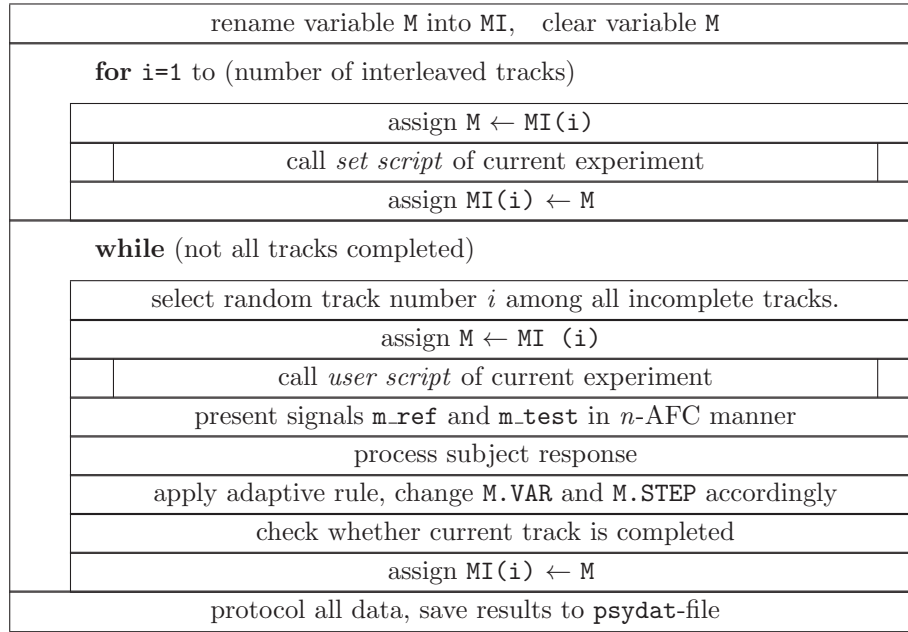 rename variable M into MI, clear variable M
for i=1 to (number of interleaved tracks)
assign M ← MI(i)
call set script of current experiment
assign MI(i) ← M
while (not all tracks completed)
select random track number i among all incomplete tracks.
assign M ← MI (i)
call user script of current experiment
present signals m_ref and m_test in n-AFC manner
process subject response
apply adaptive rule, change M.VAR and M.STEP accordingly
check whether current track is completed
assign MI(i) ← M
protocol all data, save results to psydat-file